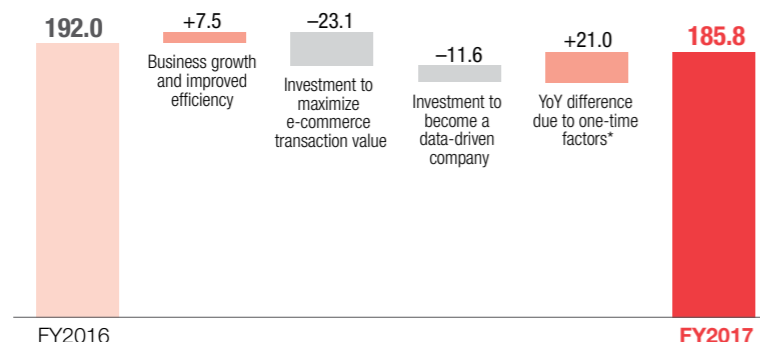 192.0
+7.5
Business growth
and improved
efficiency
–23.1
Investment to
maximize
e-commerce
transaction value
–11.6
Investment to
become a
data-driven
company
+21.0
YoY difference
due to one-time
factors*
185.8
FY2016
FY2017